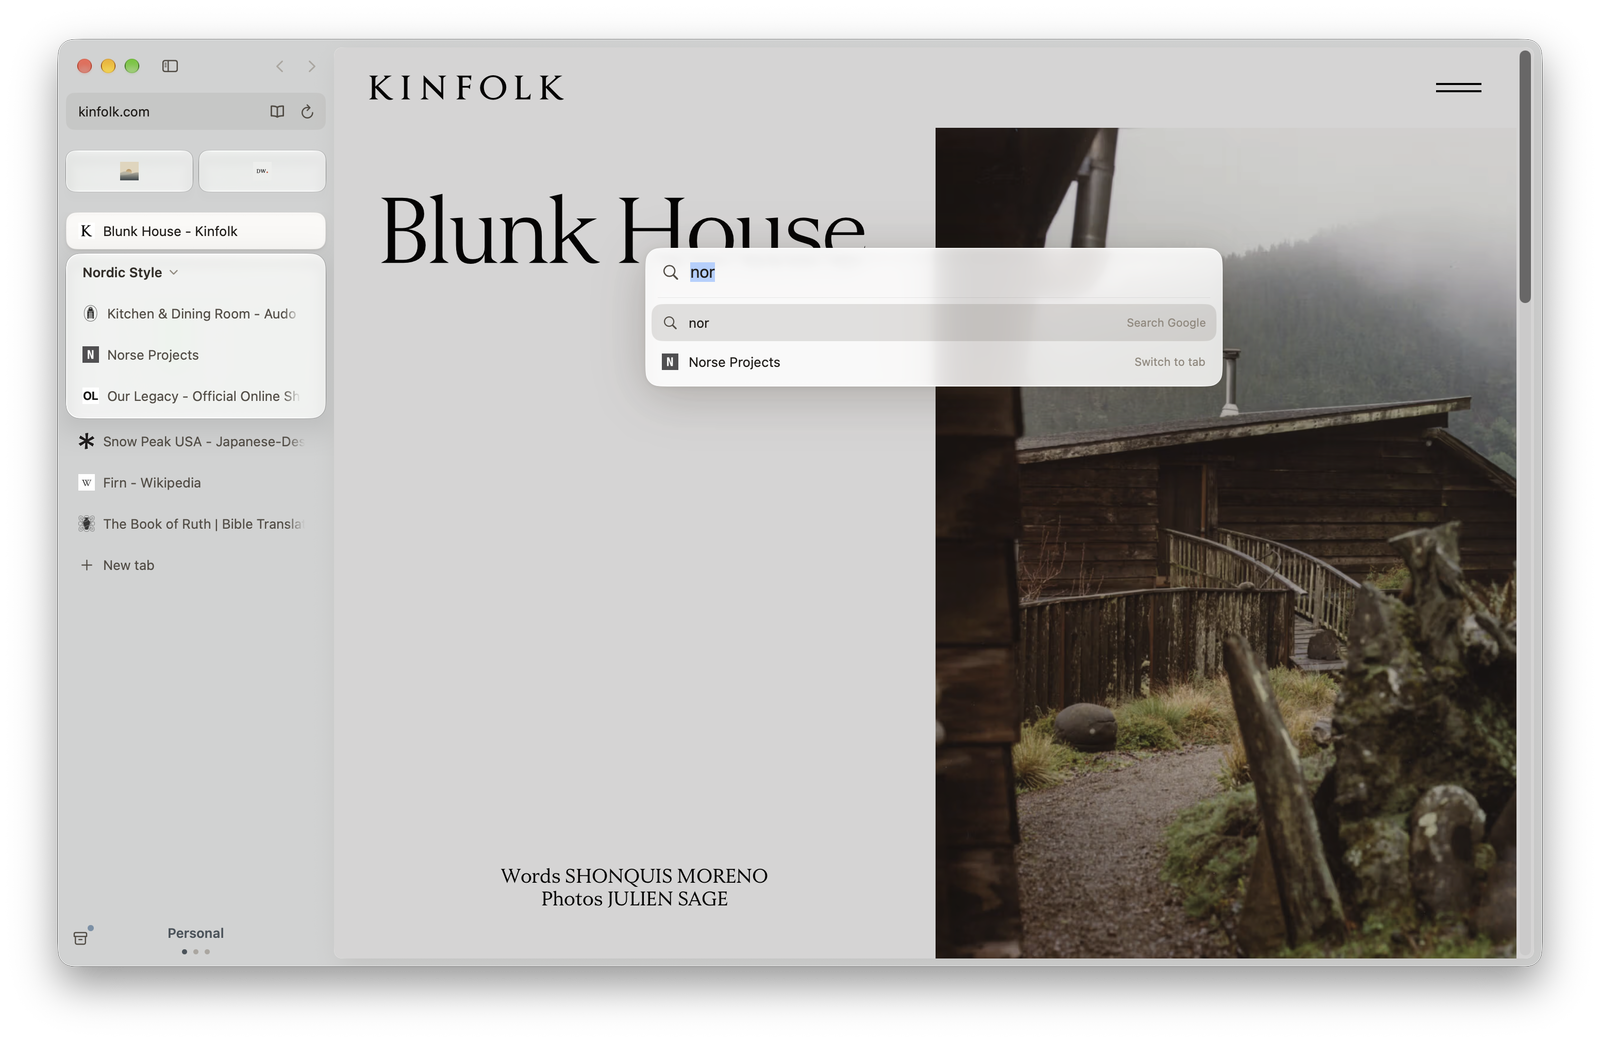 kinfolk.com
DW.
K Blunk House - Kinfolk
Nordic Style
Kitchen & Dining Room - Audo
N Norse Projects
OL Our Legacy - Official Online Sh
Snow Peak USA - Japanese-Des
W Firn - Wikipedia
The Book of Ruth | Bible Transla
New tab
Personal
KINFOLK
Blunk House
nor
nor Search Google
N Norse Projects Switch to tab
Words SHONQUIS MORENO
Photos JULIEN SAGE